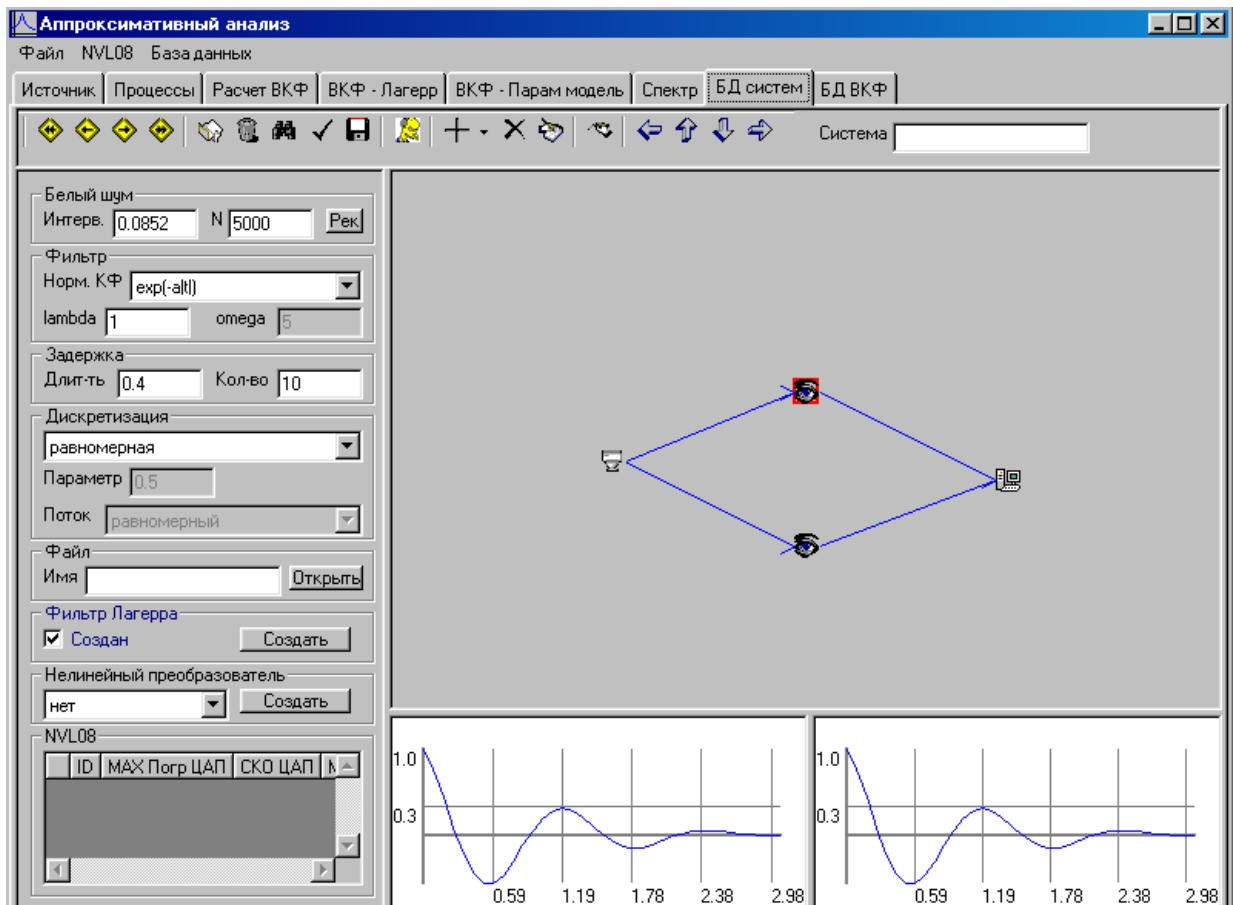 Аппроксимативный анализ
Файл NVL08 База данных
Источник Процессы Расчет ВКФ ВКФ - Лагерр ВКФ - Парам модель Спектр БД систем БД ВКФ
Система
Белый шум
Интерв. 0.0852 N 5000 Рек
Фильтр
Норм. КФ exp(-a|t|)
lambda 1 omega 5
Задержка
Длит-ть 0.4 Кол-во 10
Дискретизация
равномерная
Параметр 0.5
Поток равномерный
Файл
Имя Открыть
Фильтр Лагерра
Создан Создать
Нелинейный преобразователь
нет Создать
NVL08
ID МАХ Погр ЦАП СКО ЦАП
1.0
0.3
0.59 1.19 1.78 2.38 2.98
1.0
0.3
0.59 1.19 1.78 2.38 2.98